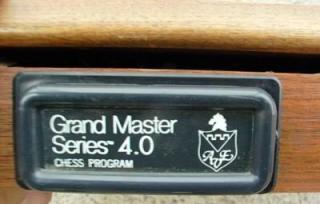 Grand Master
Series™ 4.0
CHESS PROGRAM